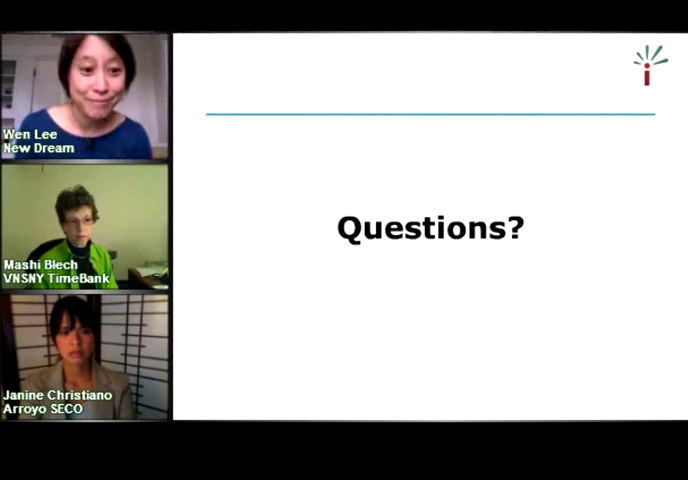 Wen Lee
New Dream
Mashi Blech
VNSNY TimeBank
Janine Christiano
Arroyo SECO
Questions?